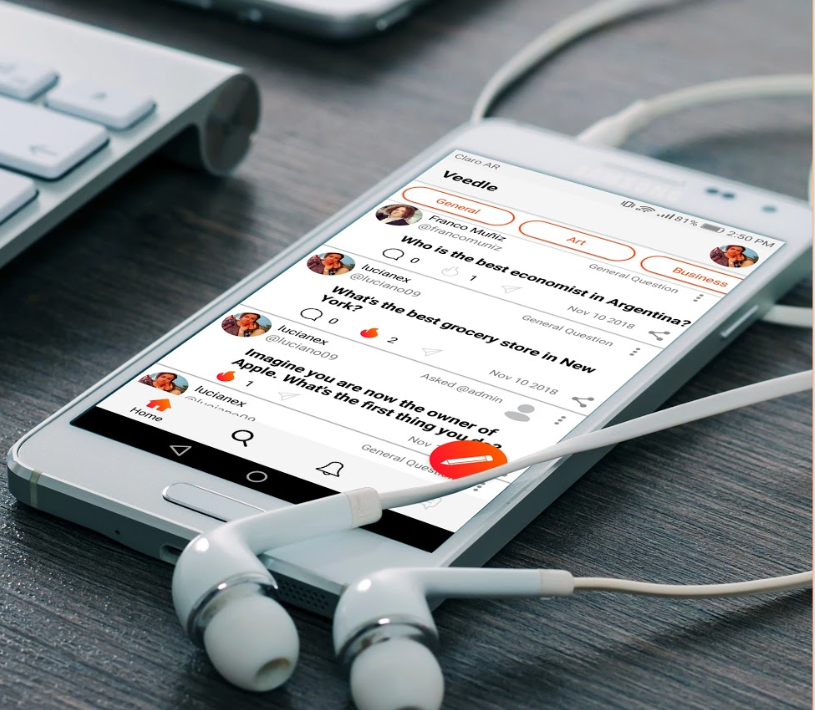 Claro AR
81% 2:50 PM
Veedle
General
Art
Business
Franco Muñiz
@francomuniz
General Question
Who is the best economist in Argentina?
0
1
Nov 10 2018
lucianex
@luciano09
General Question
What's the best grocery store in New
York?
0
2
Nov 10 2018
lucianex
@luciano09
Asked @admin
Imagine you are now the owner of
Apple. What's the first thing you do?
1
Nov
lucianex
@luciano09
General Question
Home